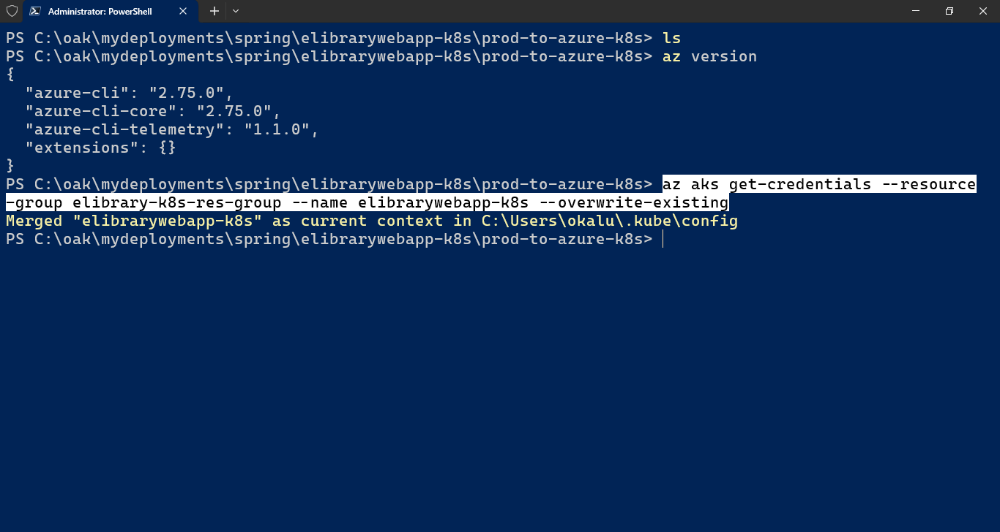 Administrator: PowerShell
PS C:\oak\mydeployments\spring\elibrarywebapp-k8s\prod-to-azure-k8s> ls
PS C:\oak\mydeployments\spring\elibrarywebapp-k8s\prod-to-azure-k8s> az version
{
  "azure-cli": "2.75.0",
  "azure-cli-core": "2.75.0",
  "azure-cli-telemetry": "1.1.0",
  "extensions": {}
}
PS C:\oak\mydeployments\spring\elibrarywebapp-k8s\prod-to-azure-k8s> az aks get-credentials --resource
-group elibrary-k8s-res-group --name elibrarywebapp-k8s --overwrite-existing
Merged "elibrarywebapp-k8s" as current context in C:\Users\okalu\.kube\config
PS C:\oak\mydeployments\spring\elibrarywebapp-k8s\prod-to-azure-k8s>